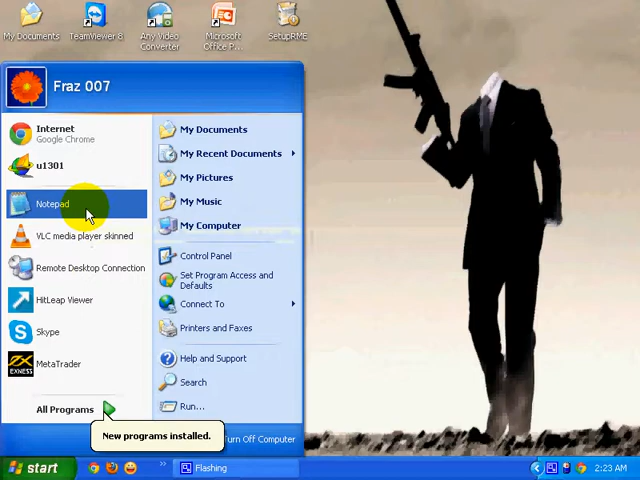 My Documents
TeamViewer 8
Any Video
Converter
Microsoft
Office P...
SetupRME
Fraz 007
Internet
Google Chrome
u1301
Notepad
VLC media player skinned
Remote Desktop Connection
HitLeap Viewer
Skype
EXNESS
MetaTrader
All Programs
My Documents
My Recent Documents
My Pictures
My Music
My Computer
Control Panel
Set Program Access and
Defaults
Connect To
Printers and Faxes
Help and Support
Search
Run...
New programs installed.
Turn Off Computer
start
Flashing
2:23 AM